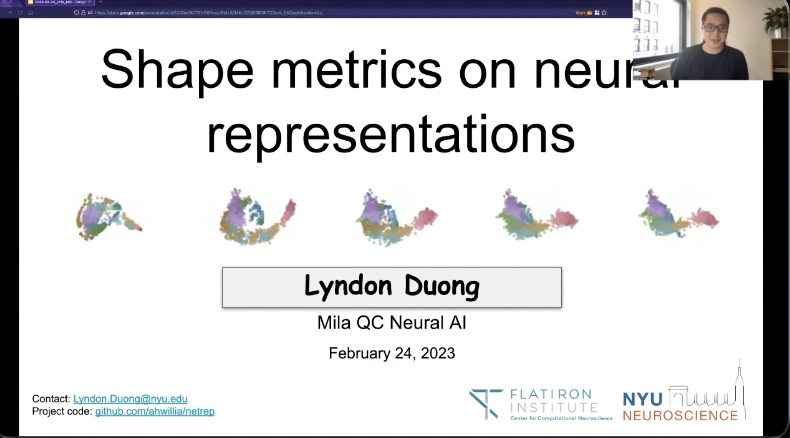 Shape metrics on neural
representations
Lyndon Duong
Mila QC Neural AI
February 24, 2023
Contact: Lyndon.Duong@nyu.edu
Project code: github.com/ahwillia/netrep
FLATIRON
INSTITUTE
Center for Computational Neuroscience
NYU
NEUROSCIENCE